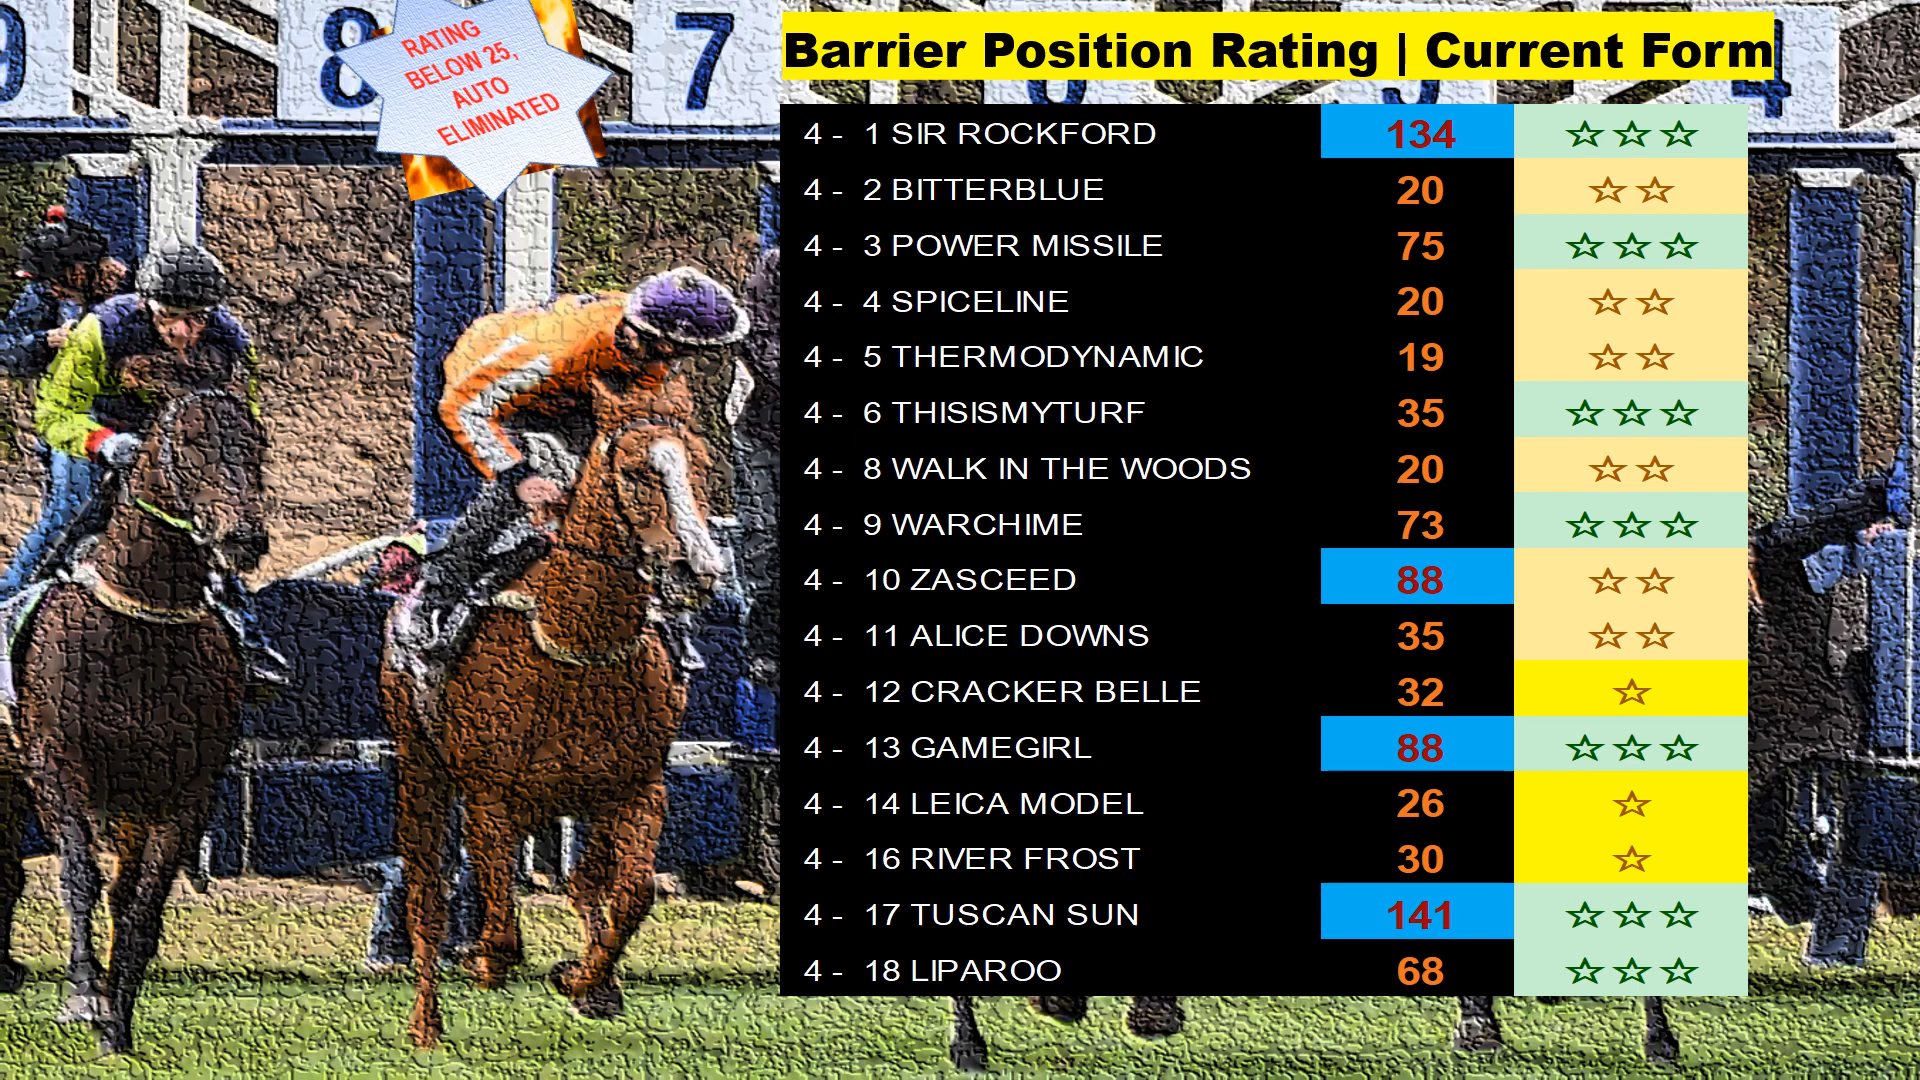 9
8
7
RATING
BELOW 25,
AUTO
ELIMINATED
Barrier Position Rating | Current Form
4
4 - 1 SIR ROCKFORD 134 ☆☆☆
4 - 2 BITTERBLUE 20 ☆☆
4 - 3 POWER MISSILE 75 ☆☆☆
4 - 4 SPICELINE 20 ☆☆
4 - 5 THERMODYNAMIC 19 ☆☆
4 - 6 THISISMYTURF 35 ☆☆☆
4 - 8 WALK IN THE WOODS 20 ☆☆
4 - 9 WARCHIME 73 ☆☆☆
4 - 10 ZASCEED 88 ☆☆
4 - 11 ALICE DOWNS 35 ☆☆
4 - 12 CRACKER BELLE 32 ☆
4 - 13 GAMEGIRL 88 ☆☆☆
4 - 14 LEICA MODEL 26 ☆
4 - 16 RIVER FROST 30 ☆
4 - 17 TUSCAN SUN 141 ☆☆☆
4 - 18 LIPAROO 68 ☆☆☆